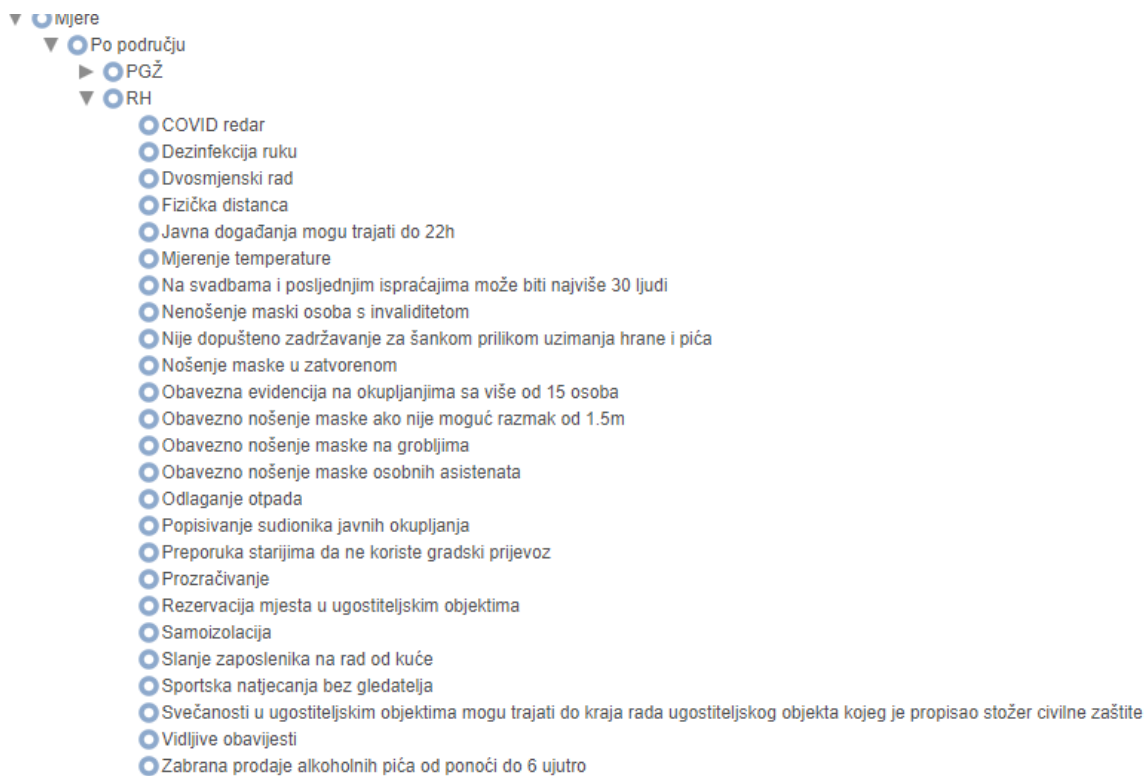 Mjere
Po području
PGŽ
RH
COVID redar
Dezinfekcija ruku
Dvosmjenski rad
Fizička distanca
Javna događanja mogu trajati do 22h
Mjerenje temperature
Na svadbama i posljednjim ispraćajima može biti najviše 30 ljudi
Nenošenje maski osoba s invaliditetom
Nije dopušteno zadržavanje za šankom prilikom uzimanja hrane i pića
Nošenje maske u zatvorenom
Obavezna evidencija na okupljanjima sa više od 15 osoba
Obavezno nošenje maske ako nije moguć razmak od 1.5m
Obavezno nošenje maske na grobljima
Obavezno nošenje maske osobnih asistenata
Odlaganje otpada
Popisivanje sudionika javnih okupljanja
Preporuka starijima da ne koriste gradski prijevoz
Prozračivanje
Rezervacija mjesta u ugostiteljskim objektima
Samoizolacija
Slanje zaposlenika na rad od kuće
Sportska natjecanja bez gledatelja
Svečanosti u ugostiteljskim objektima mogu trajati do kraja rada ugostiteljskog objekta kojeg je propisao stožer civilne zaštite
Vidljive obavijesti
Zabrana prodaje alkoholnih pića od ponoći do 6 ujutro